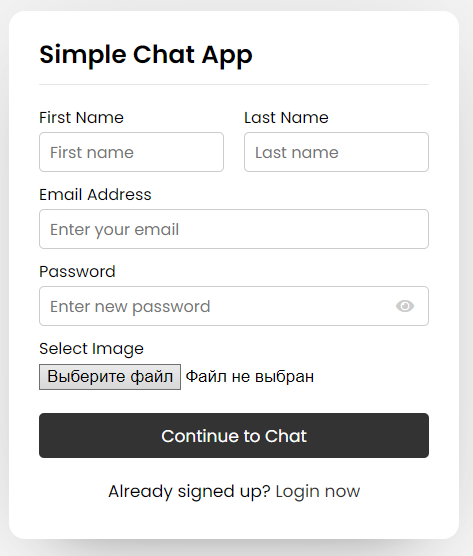 Simple Chat App
First Name Last Name
First name Last name
Email Address
Enter your email
Password
Enter new password
Select Image
Выберите файл Файл не выбран
Continue to Chat
Already signed up? Login now